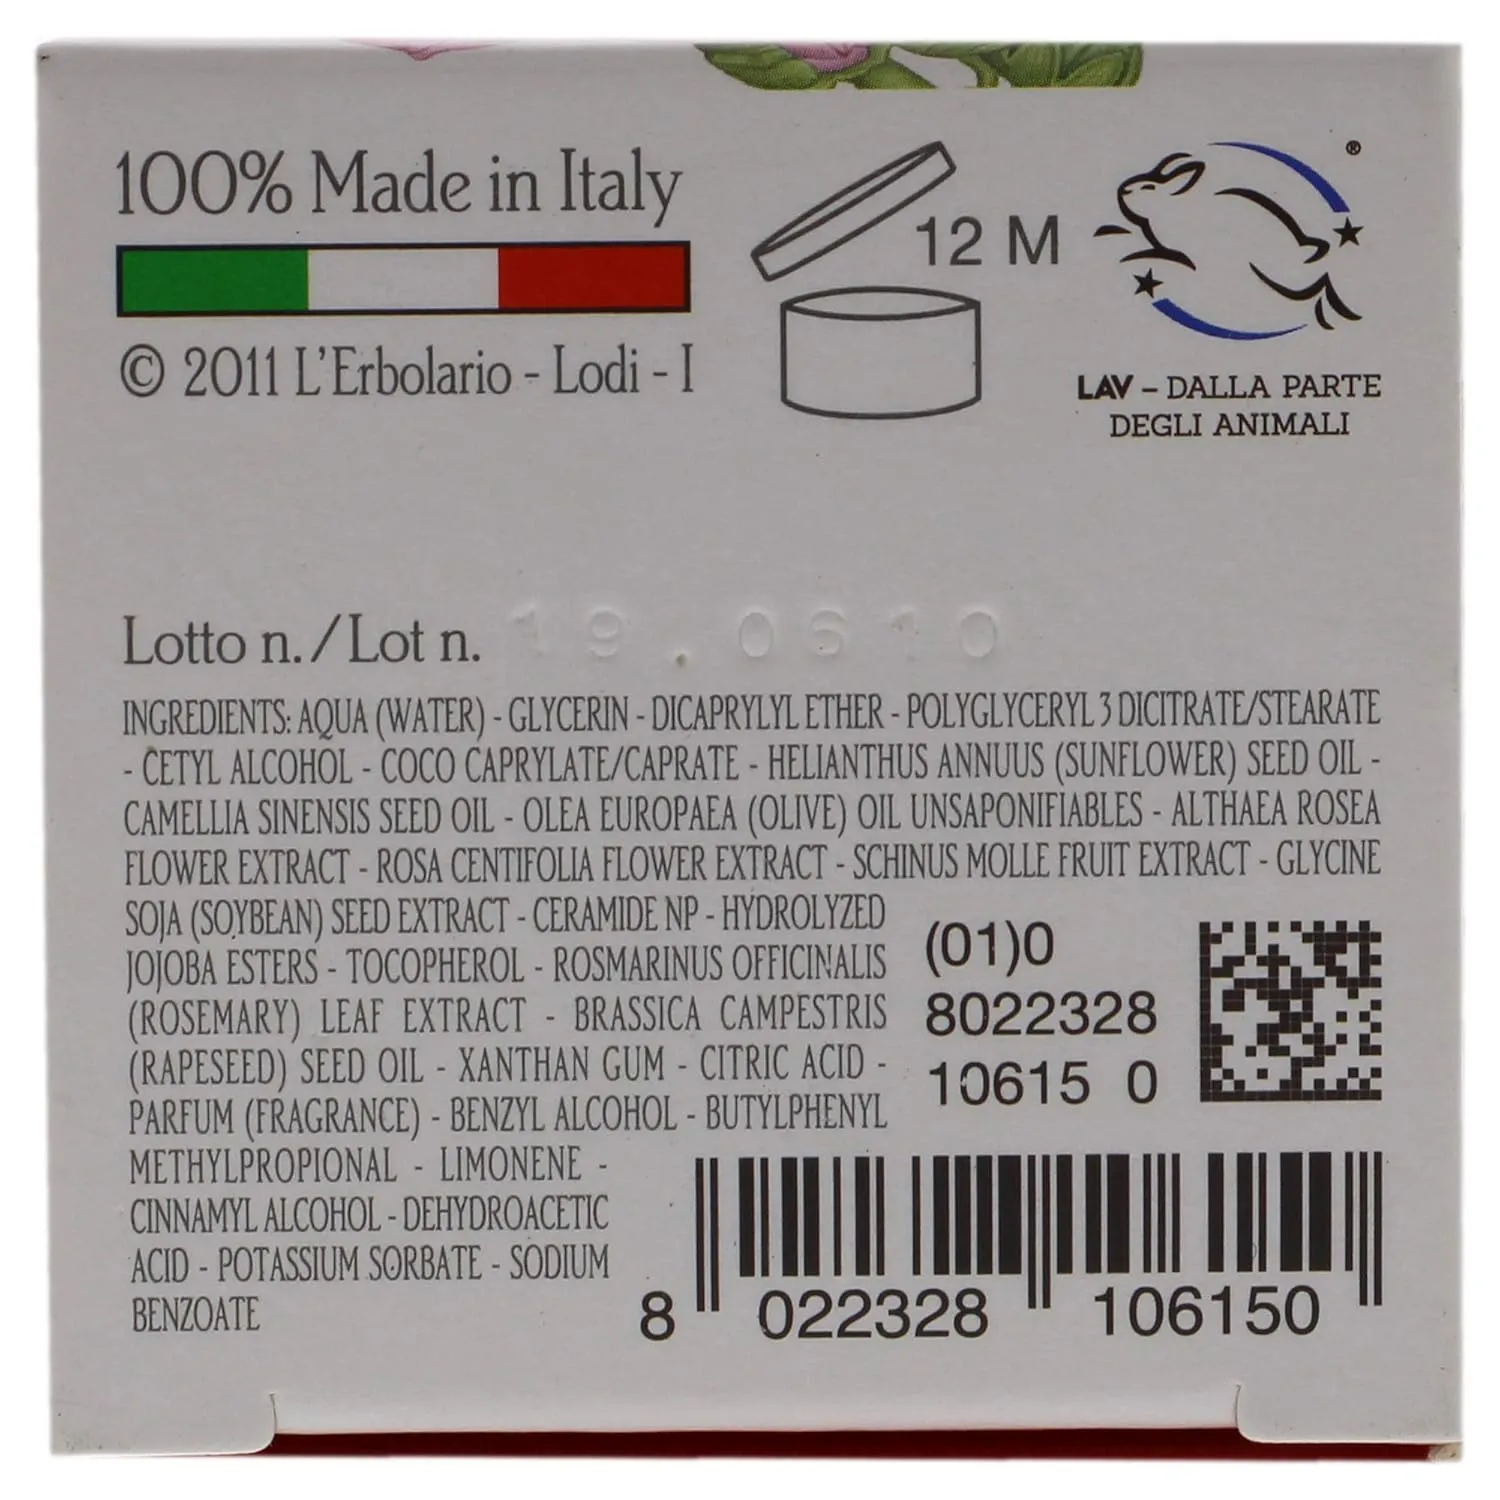 100% Made in Italy
© 2011 L'Erbolario - Lodi - I
12 M
®
LAV – DALLA PARTE
DEGLI ANIMALI
Lotto n./Lot n. 19.0610
INGREDIENTS: AQUA (WATER) - GLYCERIN - DICAPRYLYL ETHER - POLYGLYCERYL 3 DICITRATE/STEARATE
- CETYL ALCOHOL - COCO CAPRYLATE/CAPRATE - HELIANTHUS ANNUUS (SUNFLOWER) SEED OIL -
CAMELLIA SINENSIS SEED OIL - OLEA EUROPAEA (OLIVE) OIL UNSAPONIFIABLES - ALTHAEA ROSEA
FLOWER EXTRACT - ROSA CENTIFOLIA FLOWER EXTRACT - SCHINUS MOLLE FRUIT EXTRACT - GLYCINE
SOJA (SOYBEAN) SEED EXTRACT - CERAMIDE NP - HYDROLYZED
JOJOBA ESTERS - TOCOPHEROL - ROSMARINUS OFFICINALIS
(ROSEMARY) LEAF EXTRACT - BRASSICA CAMPESTRIS
(RAPESEED) SEED OIL - XANTHAN GUM - CITRIC ACID -
PARFUM (FRAGRANCE) - BENZYL ALCOHOL - BUTYLPHENYL
METHYLPROPIONAL - LIMONENE -
CINNAMYL ALCOHOL - DEHYDROACETIC
ACID - POTASSIUM SORBATE - SODIUM
BENZOATE
(01)0
8022328
10615 0
8 022328 106150